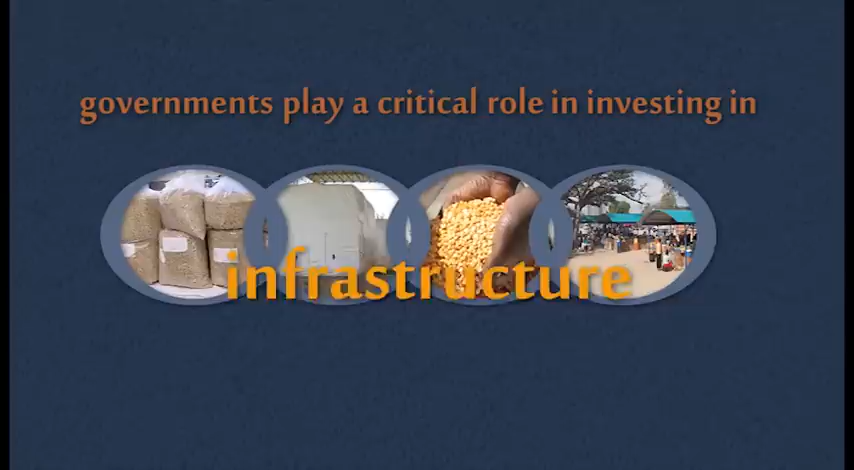 governments play a critical role in investing in
infrastructure